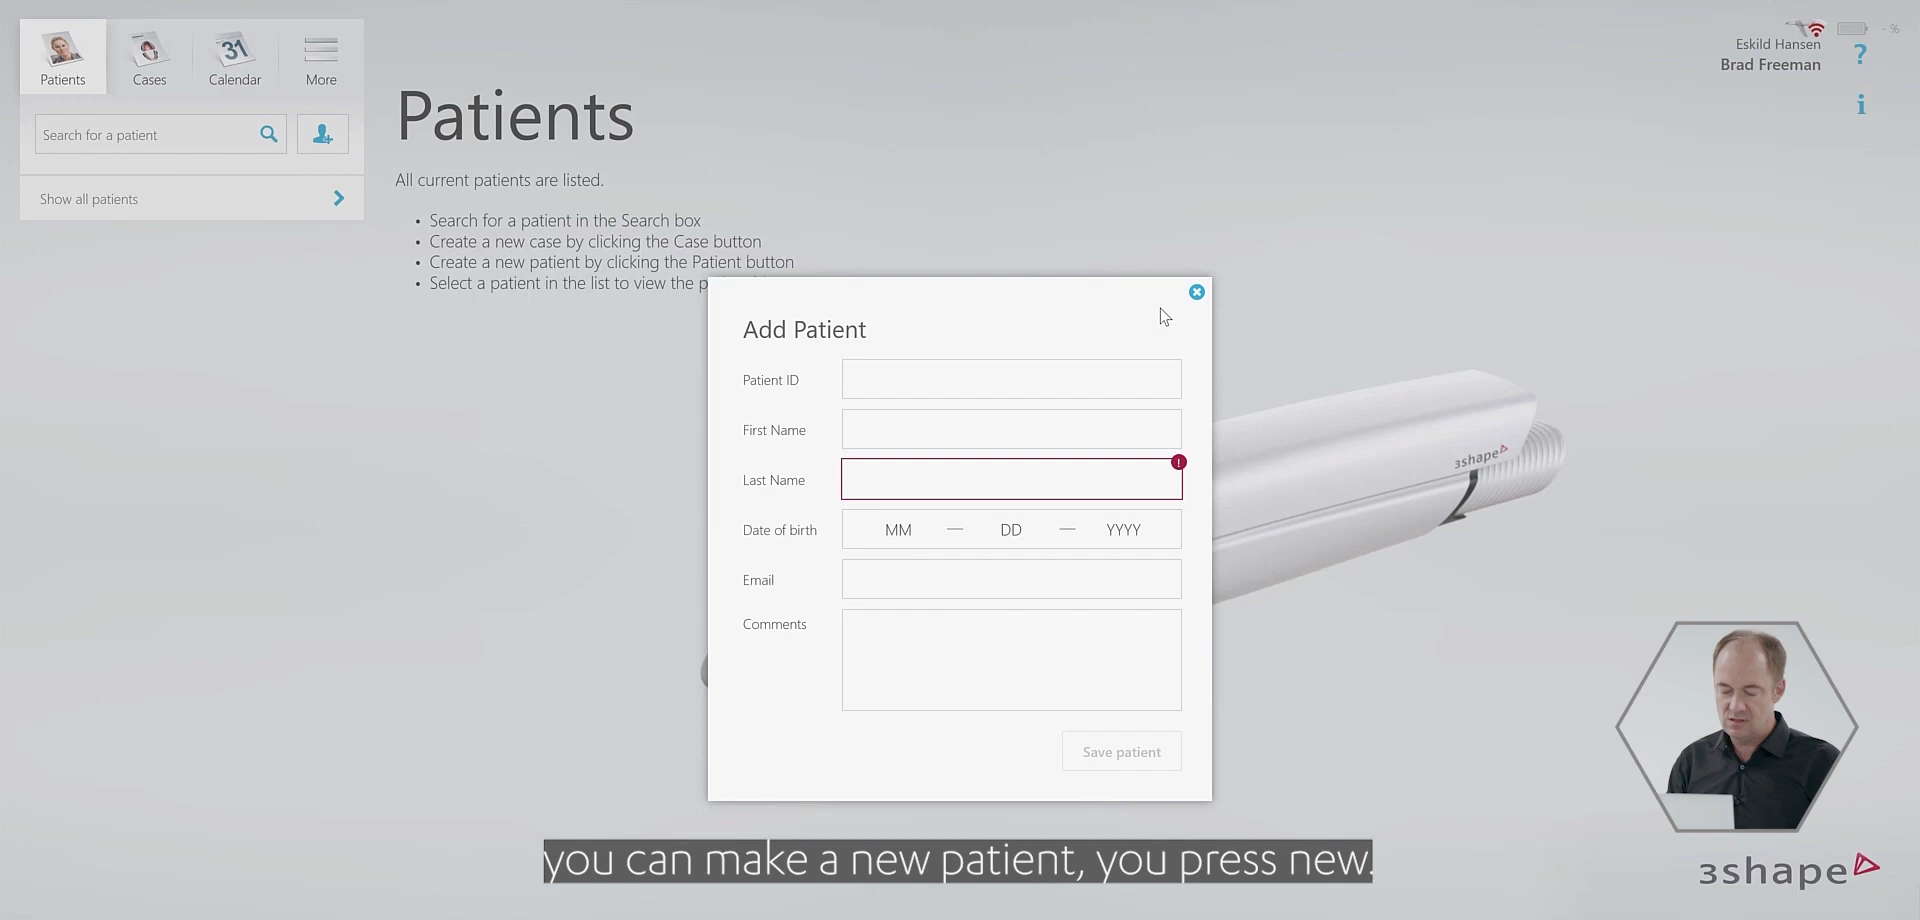 Patients
Cases
31
Calendar
More
Search for a patient
Show all patients
Patients
All current patients are listed.
• Search for a patient in the Search box
• Create a new case by clicking the Case button
• Create a new patient by clicking the Patient button
• Select a patient in the list to view the p
- %
Eskild Hansen
Brad Freeman
?
i
Add Patient
Patient ID
First Name
Last Name
!
Date of birth
MM — DD — YYYY
Email
Comments
Save patient
3shape
you can make a new patient, you press new.
3shape